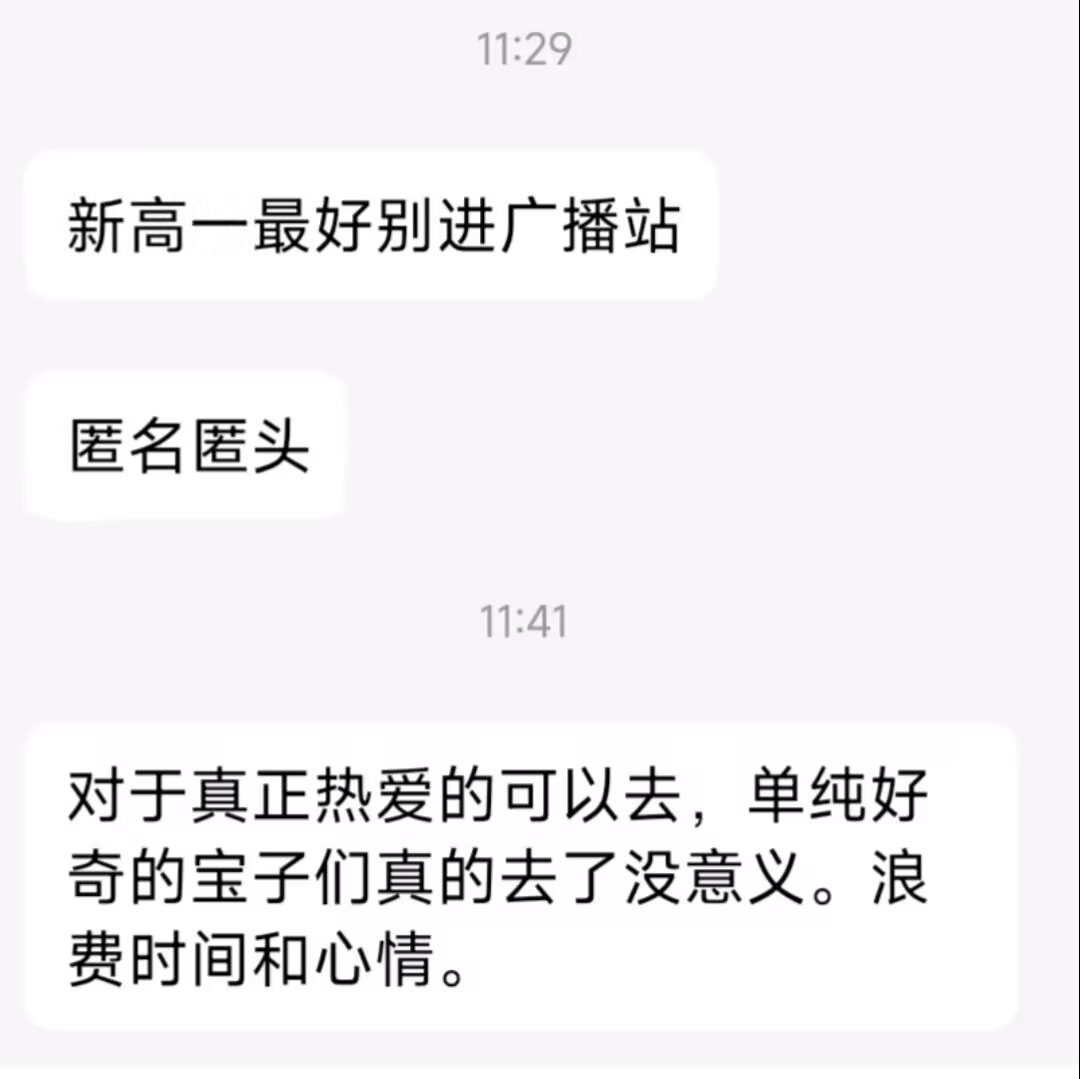 11:29
新高一最好别进广播站
匿名匿头
11:41
对于真正热爱的可以去，单纯好
奇的宝子们真的去了没意义。浪
费时间和心情。